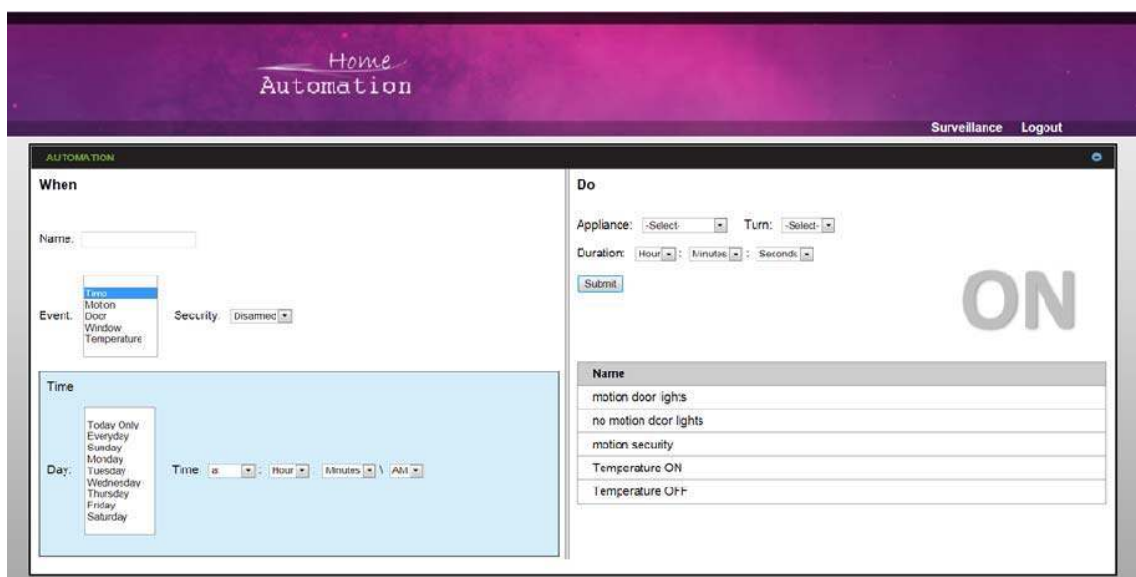 Home
Automation
Surveillance Logout
AUTOMATION
When
Name:
Event:
Time
Motion
Door
Window
Temperature
Security: Disarmed
Time
Day:
Today Only
Everyday
Sunday
Monday
Tuesday
Wednesday
Thursday
Friday
Saturday
Time is : Hour : Minutes \ AM
Do
Appliance: -Select- Turn: -Select-
Duration: Hour : Minutes : Seconds
Submit
ON
Name
motion door lights
no motion door lights
motion security
Temperature ON
Temperature OFF